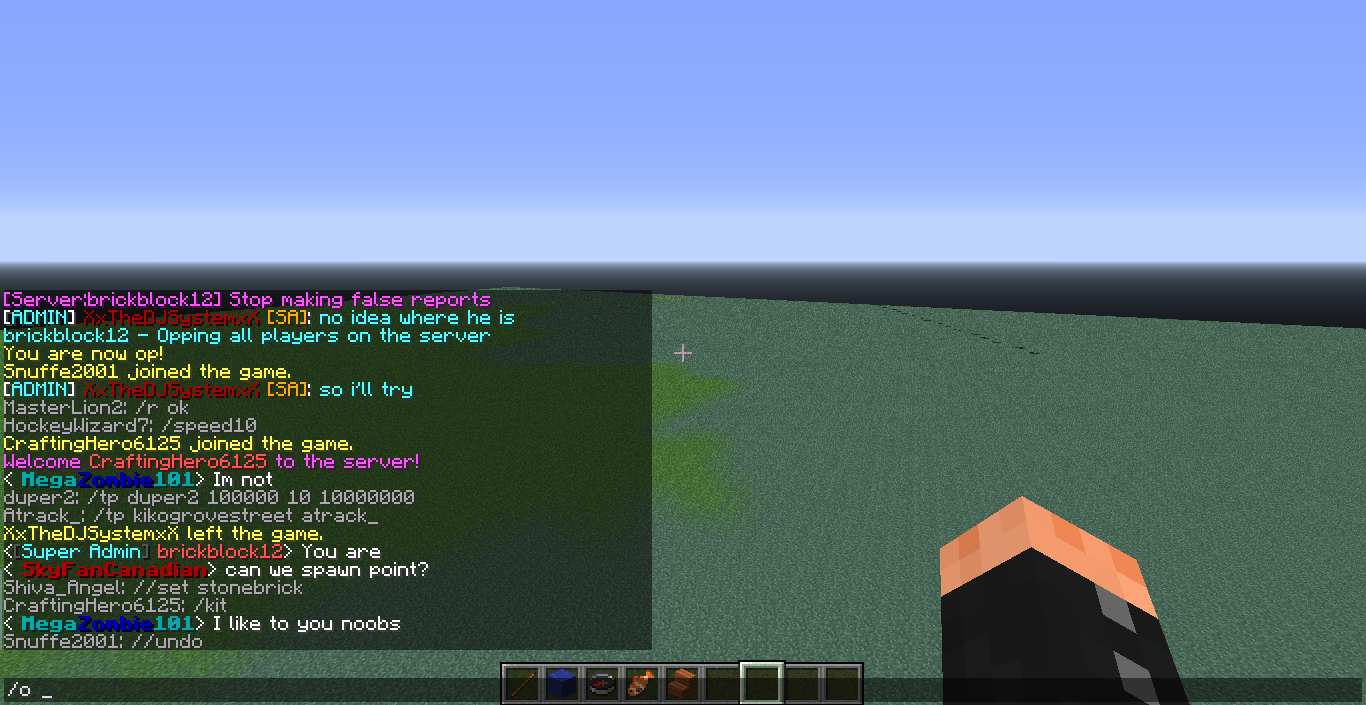 [Server:brickblock12] Stop making false reports
[ADMIN] XxTheDJSystemxX [SA]: no idea where he is
brickblock12 - Opping all players on the server
You are now op!
Snuffe2001 joined the game.
[ADMIN] XxTheDJSystemxX [SA]: so i'll try
MasterLion2: /r ok
HockeyWizard7: /speed10
CraftingHero6125 joined the game.
Welcome CraftingHero6125 to the server!
< MegaZombie101> Im not
duper2: /tp duper2 100000 10 10000000
Atrack_: /tp kikogrovestreet atrack_
XxTheDJSystemxX left the game.
<[Super Admin] brickblock12> You are
< SkyFanCanadian> can we spawn point?
Shiva_Angel: //set stonebrick
CraftingHero6125: /kit
< MegaZombie101> I like to you noobs
Snuffe2001: //undo
/o _